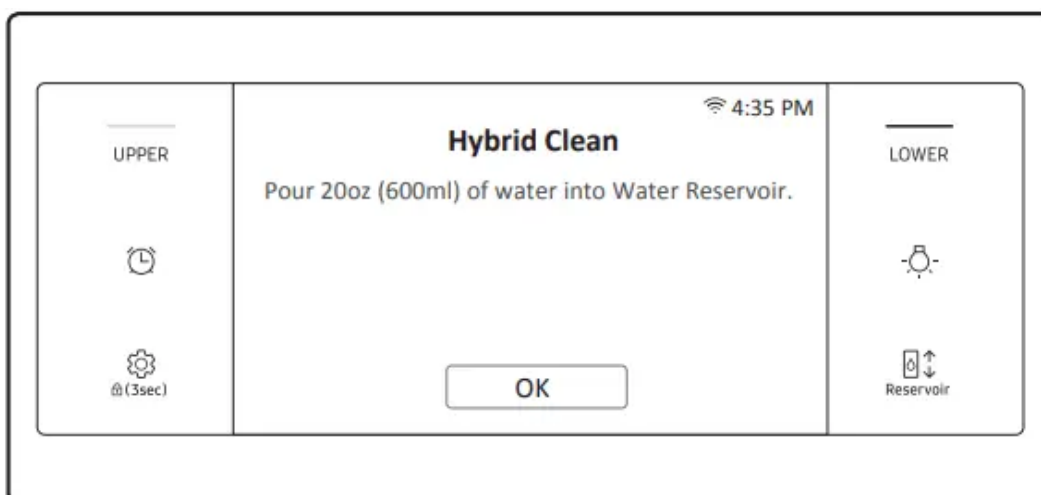 4:35 PM
UPPER
Hybrid Clean
LOWER
Pour 20oz (600ml) of water into Water Reservoir.
(3sec)
OK
Reservoir